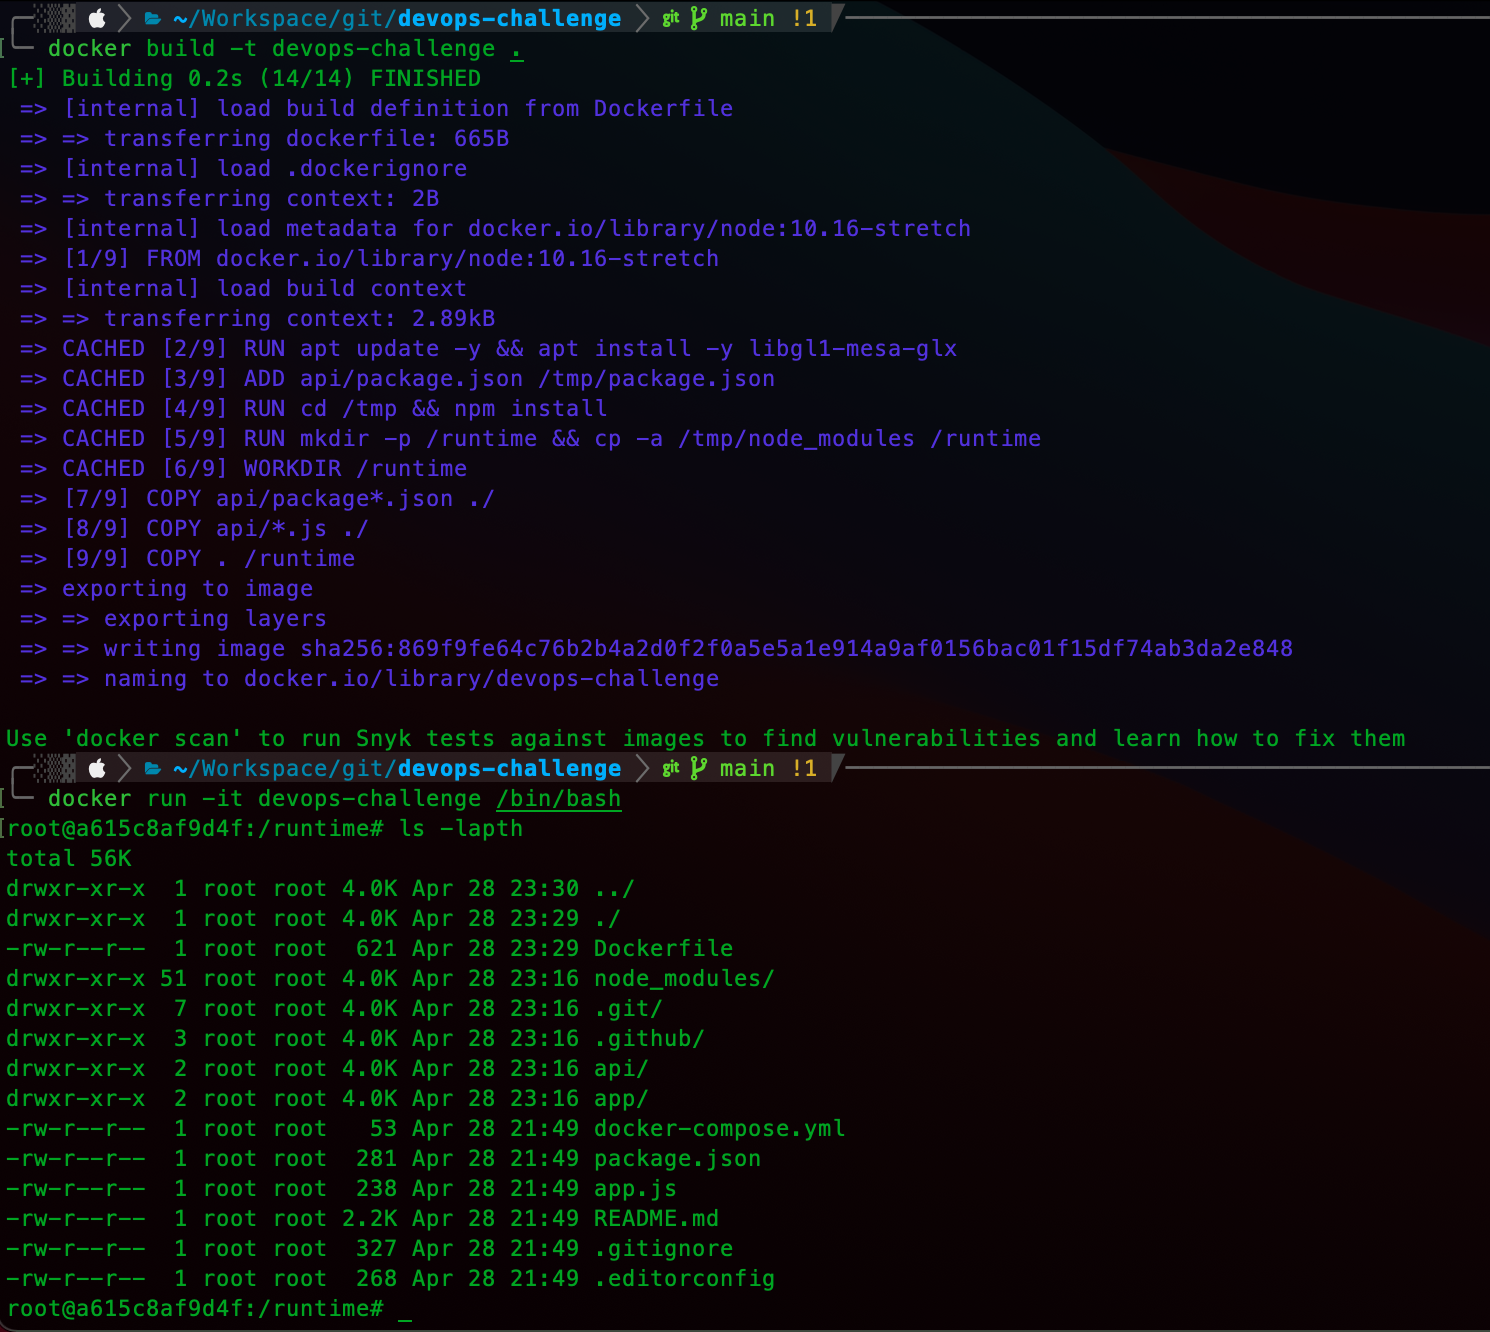 ~/Workspace/git/devops-challenge git main !1
docker build -t devops-challenge .
[+] Building 0.2s (14/14) FINISHED
=> [internal] load build definition from Dockerfile
=> => transferring dockerfile: 665B
=> [internal] load .dockerignore
=> => transferring context: 2B
=> [internal] load metadata for docker.io/library/node:10.16-stretch
=> [1/9] FROM docker.io/library/node:10.16-stretch
=> [internal] load build context
=> => transferring context: 2.89kB
=> CACHED [2/9] RUN apt update -y && apt install -y libgl1-mesa-glx
=> CACHED [3/9] ADD api/package.json /tmp/package.json
=> CACHED [4/9] RUN cd /tmp && npm install
=> CACHED [5/9] RUN mkdir -p /runtime && cp -a /tmp/node_modules /runtime
=> CACHED [6/9] WORKDIR /runtime
=> [7/9] COPY api/package*.json ./
=> [8/9] COPY api/*.js ./
=> [9/9] COPY . /runtime
=> exporting to image
=> => exporting layers
=> => writing image sha256:869f9fe64c76b2b4a2d0f2f0a5e5a1e914a9af0156bac01f15df74ab3da2e848
=> => naming to docker.io/library/devops-challenge
Use 'docker scan' to run Snyk tests against images to find vulnerabilities and learn how to fix them
~/Workspace/git/devops-challenge git main !1
docker run -it devops-challenge /bin/bash
root@a615c8af9d4f:/runtime# ls -lapth
total 56K
drwxr-xr-x  1 root root 4.0K Apr 28 23:30 ../
drwxr-xr-x  1 root root 4.0K Apr 28 23:29 ./
-rw-r--r--  1 root root  621 Apr 28 23:29 Dockerfile
drwxr-xr-x 51 root root 4.0K Apr 28 23:16 node_modules/
drwxr-xr-x  7 root root 4.0K Apr 28 23:16 .git/
drwxr-xr-x  3 root root 4.0K Apr 28 23:16 .github/
drwxr-xr-x  2 root root 4.0K Apr 28 23:16 api/
drwxr-xr-x  2 root root 4.0K Apr 28 23:16 app/
-rw-r--r--  1 root root   53 Apr 28 21:49 docker-compose.yml
-rw-r--r--  1 root root  281 Apr 28 21:49 package.json
-rw-r--r--  1 root root  238 Apr 28 21:49 app.js
-rw-r--r--  1 root root 2.2K Apr 28 21:49 README.md
-rw-r--r--  1 root root  327 Apr 28 21:49 .gitignore
-rw-r--r--  1 root root  268 Apr 28 21:49 .editorconfig
root@a615c8af9d4f:/runtime# _